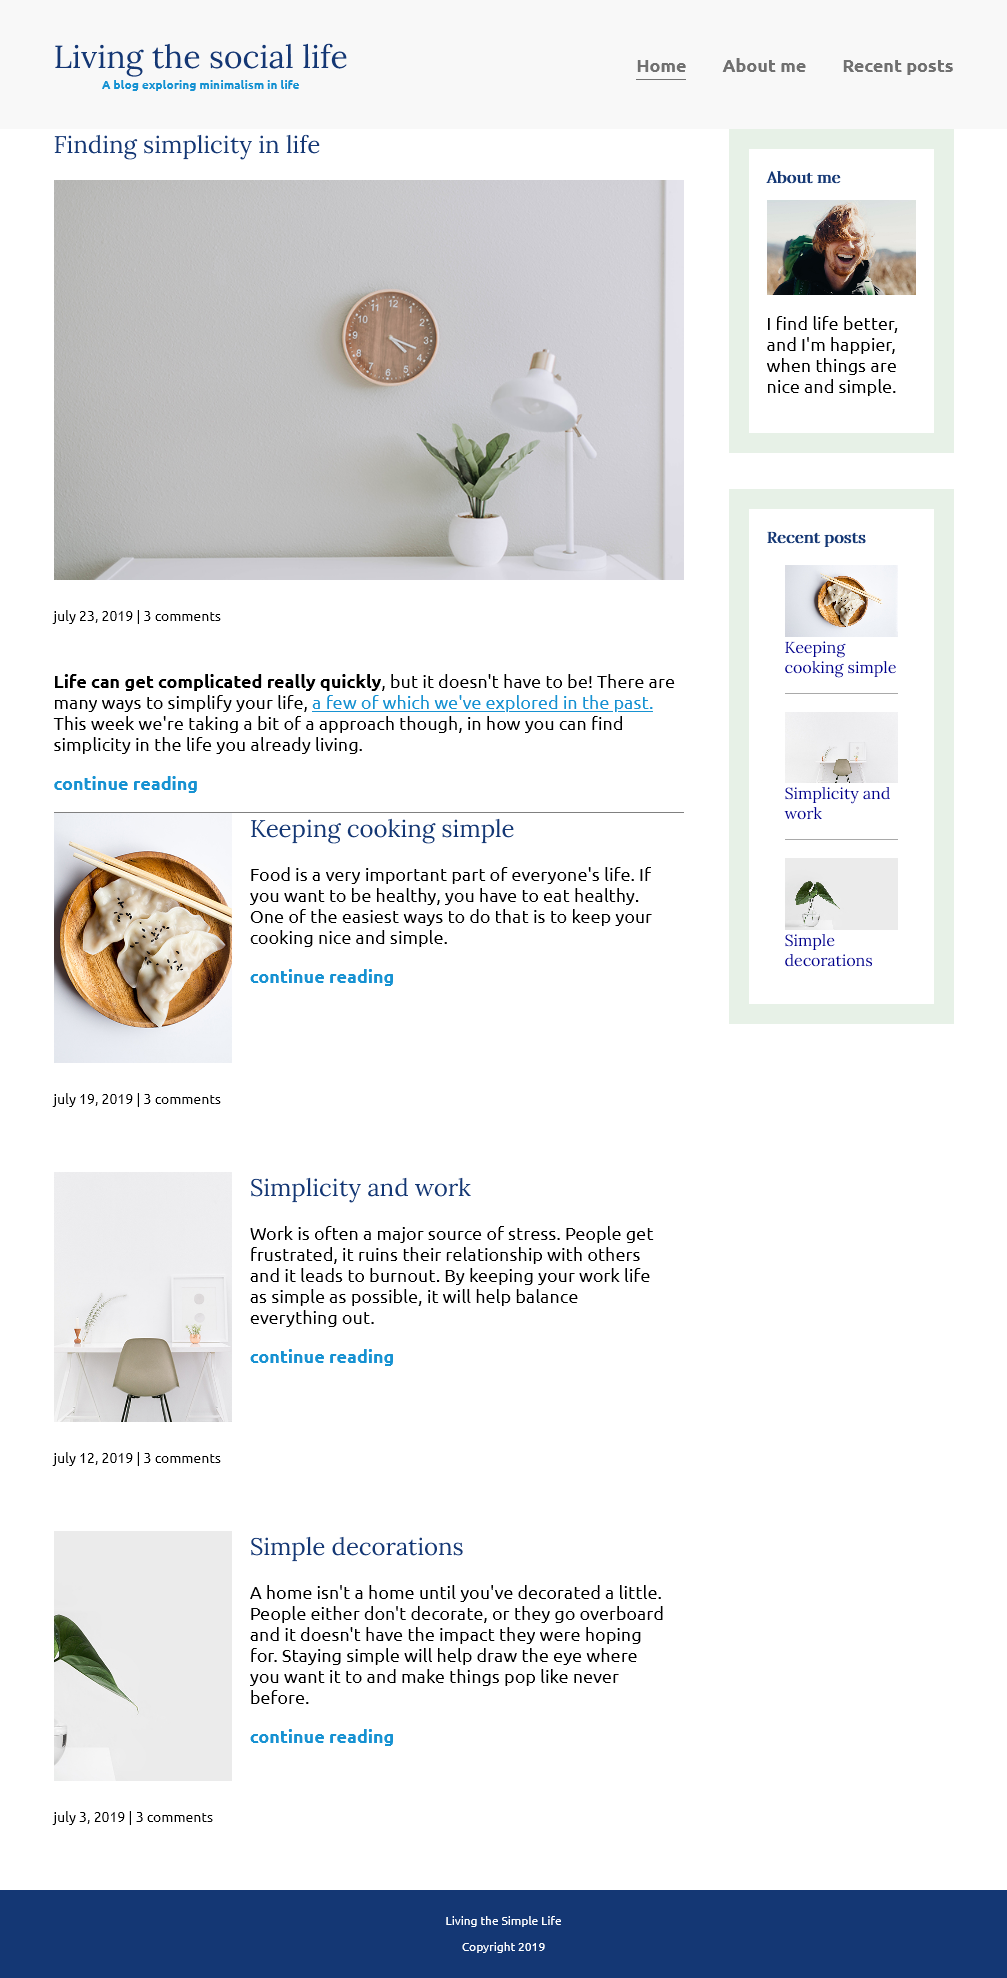 Living the social life
A blog exploring minimalism in life
Home
About me
Recent posts
Finding simplicity in life
12
1
2
3
4
5
6
7
8
9
10
11
july 23, 2019 | 3 comments
Life can get complicated really quickly, but it doesn't have to be! There are
many ways to simplify your life, a few of which we've explored in the past.
This week we're taking a bit of a approach though, in how you can find
simplicity in the life you already living.
continue reading
Keeping cooking simple
Food is a very important part of everyone's life. If
you want to be healthy, you have to eat healthy.
One of the easiest ways to do that is to keep your
cooking nice and simple.
continue reading
july 19, 2019 | 3 comments
Simplicity and work
Work is often a major source of stress. People get
frustrated, it ruins their relationship with others
and it leads to burnout. By keeping your work life
as simple as possible, it will help balance
everything out.
continue reading
july 12, 2019 | 3 comments
Simple decorations
A home isn't a home until you've decorated a little.
People either don't decorate, or they go overboard
and it doesn't have the impact they were hoping
for. Staying simple will help draw the eye where
you want it to and make things pop like never
before.
continue reading
july 3, 2019 | 3 comments
About me
I find life better,
and I'm happier,
when things are
nice and simple.
Recent posts
Keeping
cooking simple
Simplicity and
work
Simple
decorations
Living the Simple Life
Copyright 2019